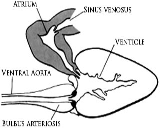 ATRIUM
SINUS VENOSUS
VENTICLE
VENTRAL AORTA
BULBUS ARTERIOSIS